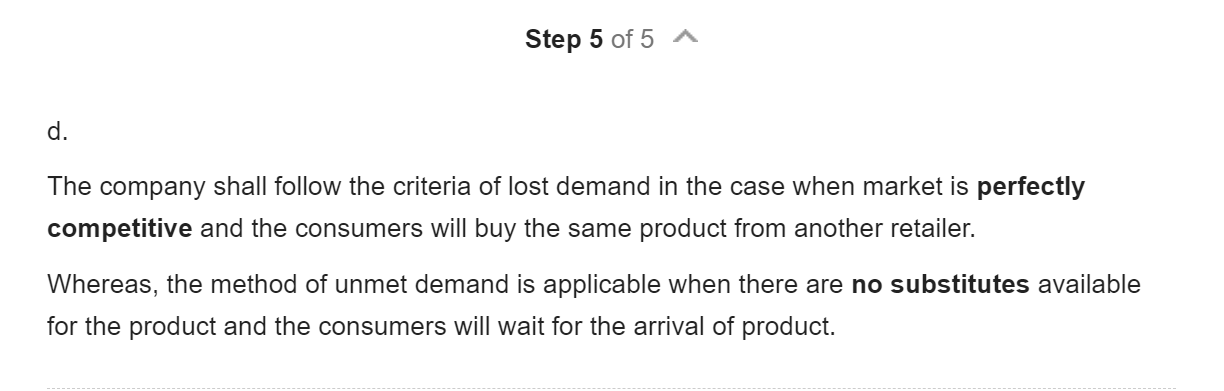 Step 5 of 5
d.
The company shall follow the criteria of lost demand in the case when market is perfectly
competitive and the consumers will buy the same product from another retailer.
Whereas, the method of unmet demand is applicable when there are no substitutes available
for the product and the consumers will wait for the arrival of product.